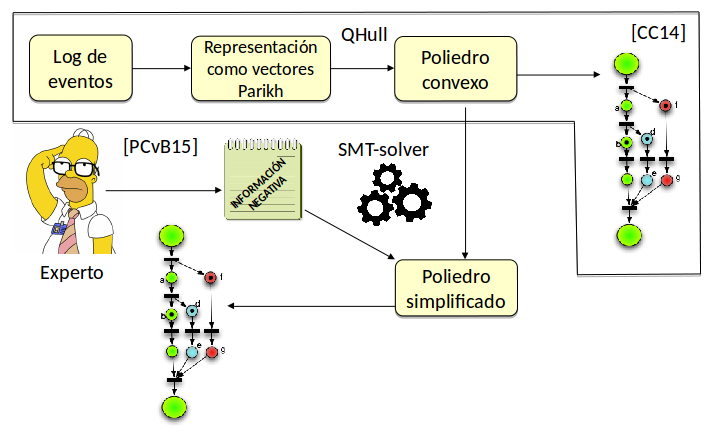 QHull
[CC14]
Log de
eventos
Representación
como vectores
Parikh
Poliedro
convexo
a
f
d
b
e
g
[PCvB15]
INFORMACIÓN
NEGATIVA
SMT-solver
Experto
Poliedro
simplificado
a
f
d
b
e
g